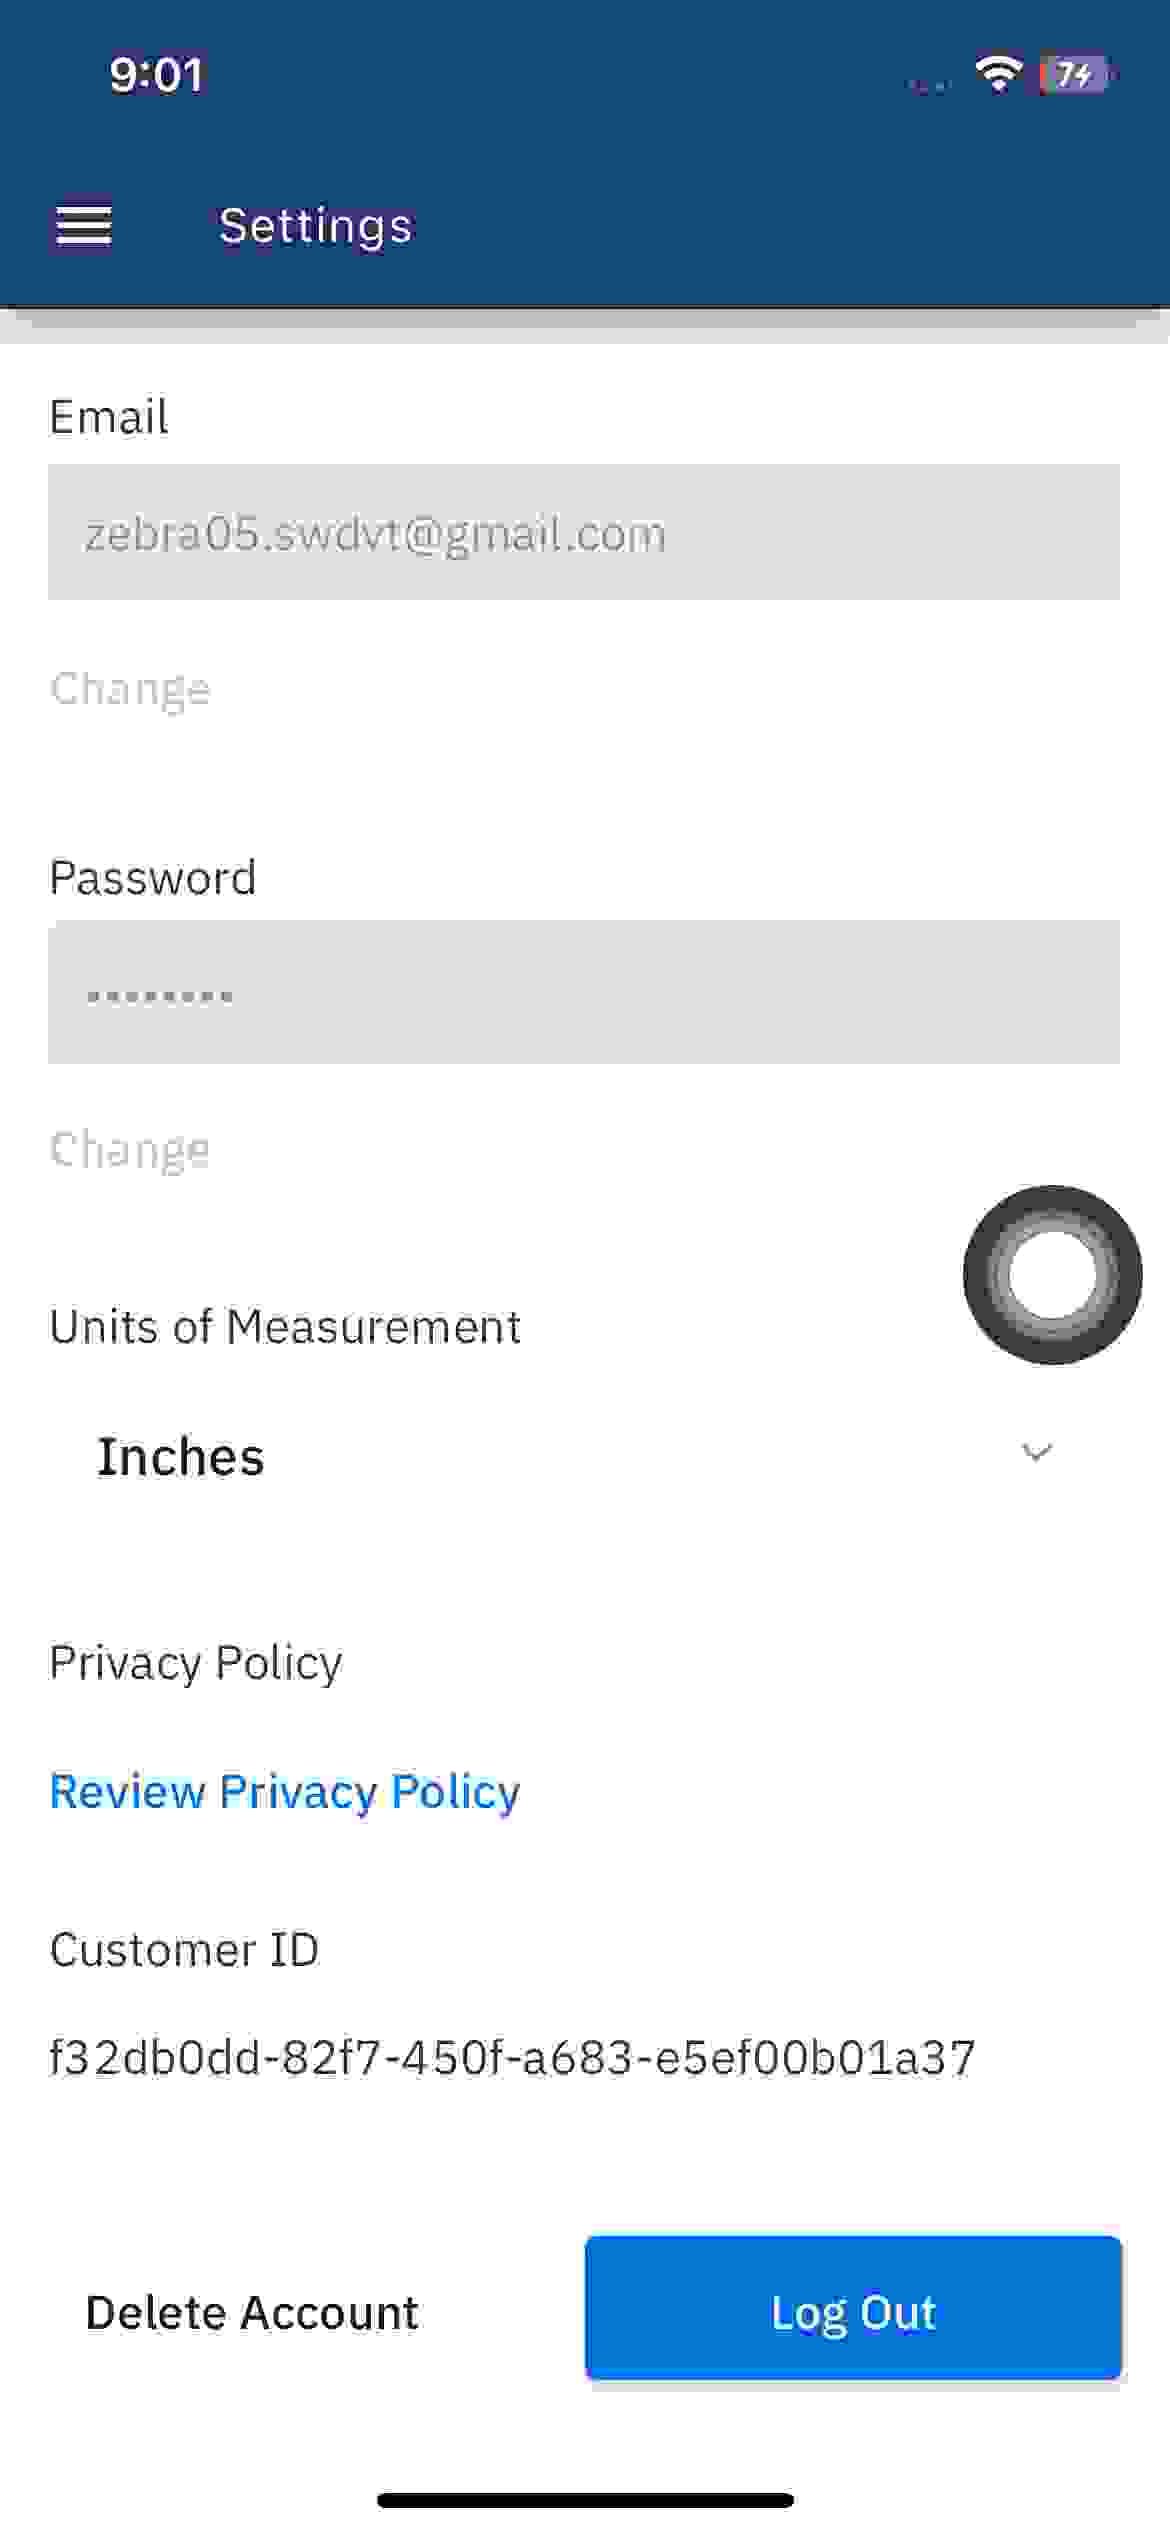 9:01
74
Settings
Email
zebra05.swdvt@gmail.com
Change
Password
••••••••
Change
Units of Measurement
Inches
Privacy Policy
Review Privacy Policy
Customer ID
f32db0dd-82f7-450f-a683-e5ef00b01a37
Delete Account
Log Out